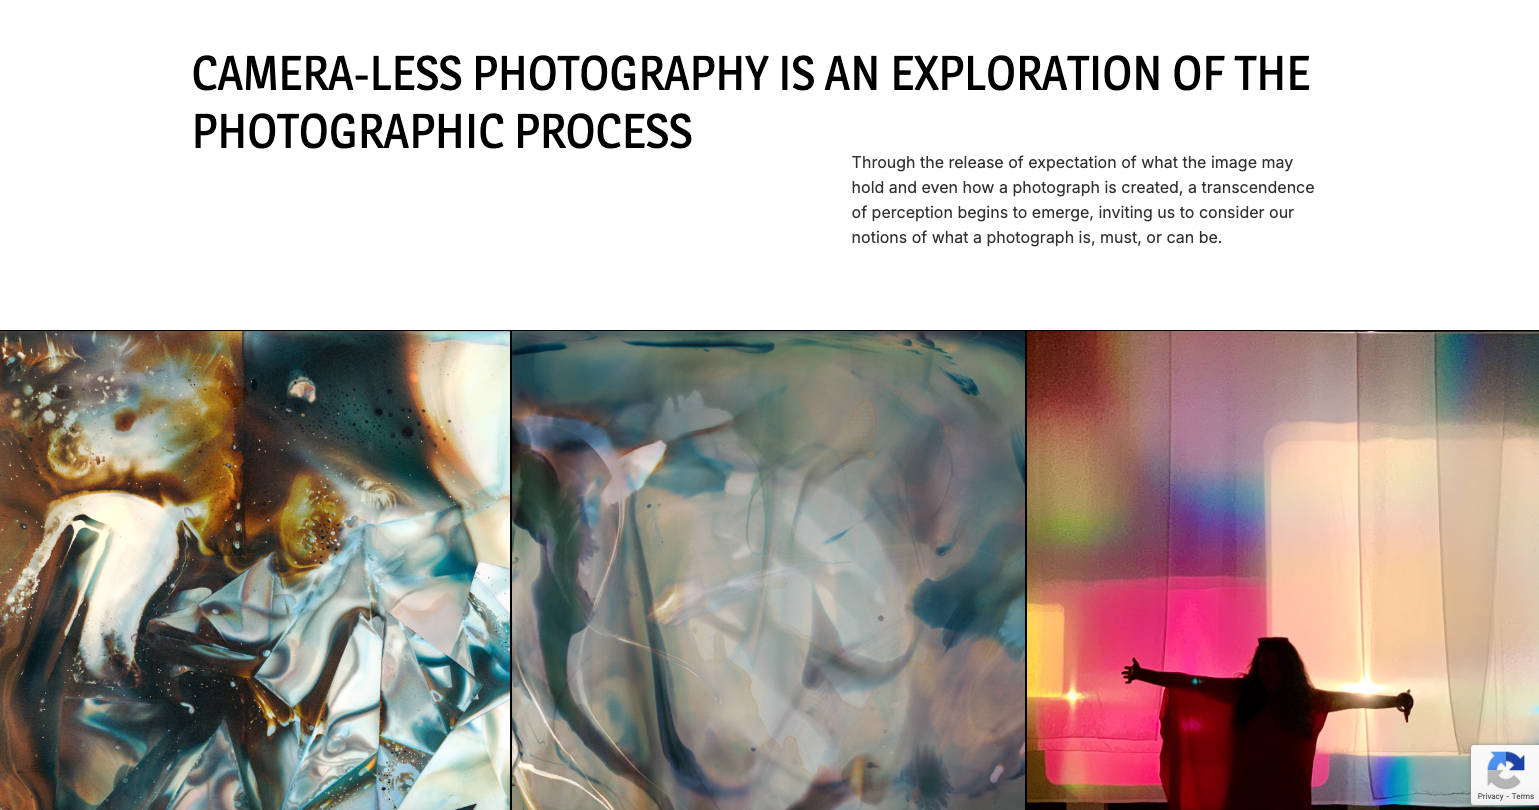 CAMERA-LESS PHOTOGRAPHY IS AN EXPLORATION OF THE
PHOTOGRAPHIC PROCESS
Through the release of expectation of what the image may
hold and even how a photograph is created, a transcendence
of perception begins to emerge, inviting us to consider our
notions of what a photograph is, must, or can be.
Privacy - Terms